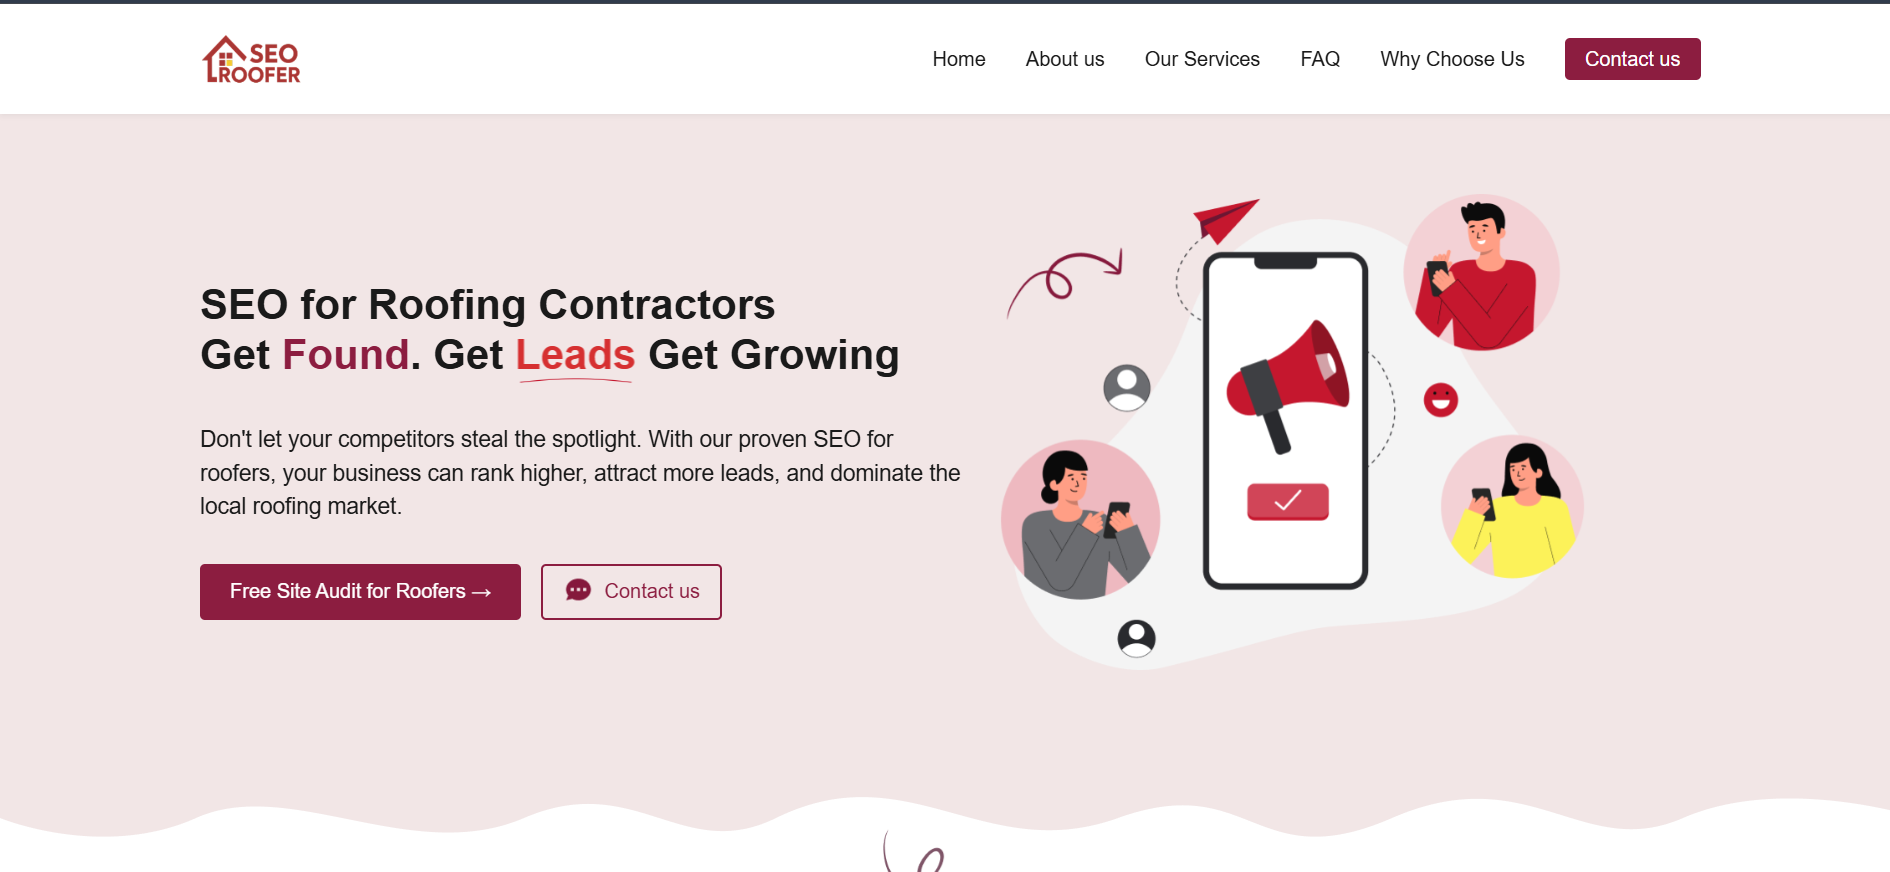 SEO
ROOFER
Home
About us
Our Services
FAQ
Why Choose Us
Contact us
SEO for Roofing Contractors
Get Found. Get Leads Get Growing
Don't let your competitors steal the spotlight. With our proven SEO for
roofers, your business can rank higher, attract more leads, and dominate the
local roofing market.
Free Site Audit for Roofers →
Contact us